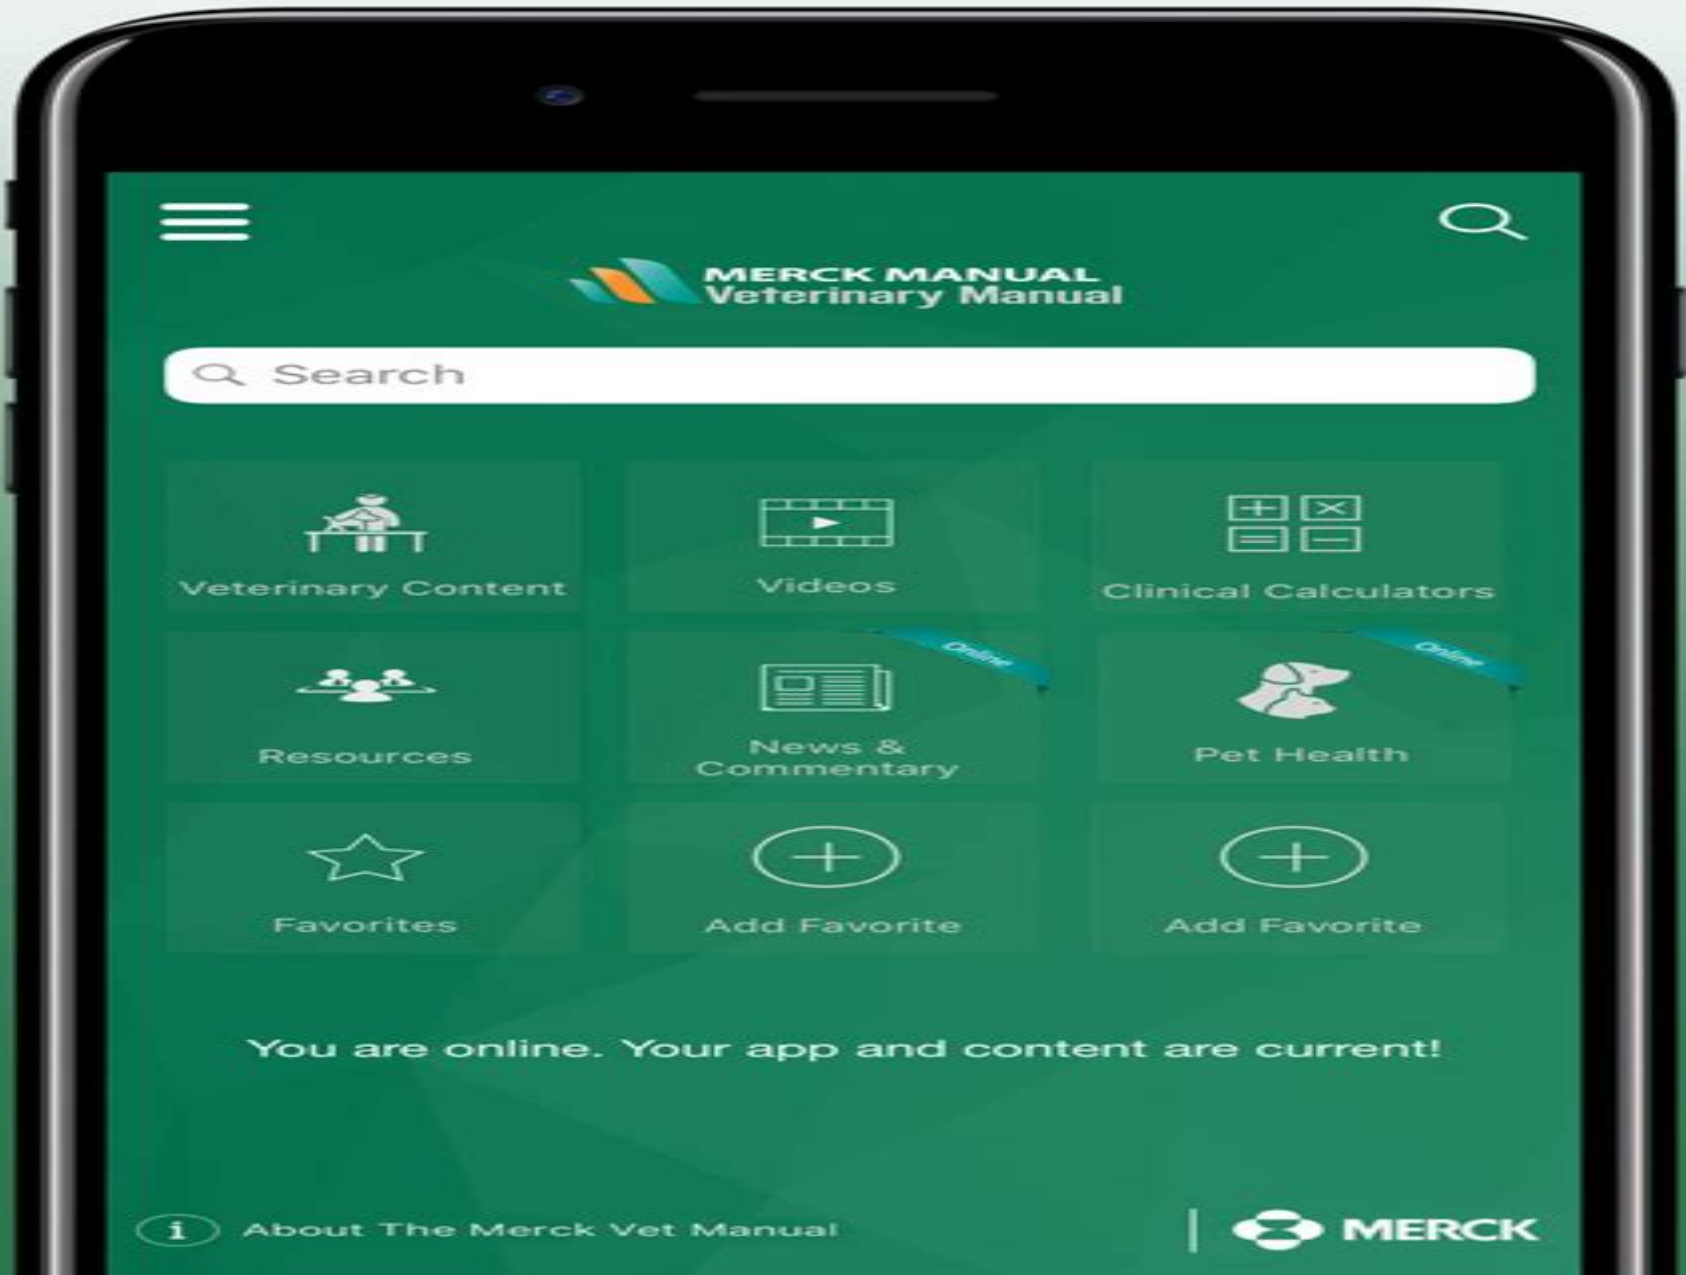 MERCK MANUAL
Veterinary Manual
Search
Veterinary Content
Videos
Clinical Calculators
Resources
Online
News &
Commentary
Online
Pet Health
Favorites
Add Favorite
Add Favorite
You are online. Your app and content are current!
i About The Merck Vet Manual
MERCK